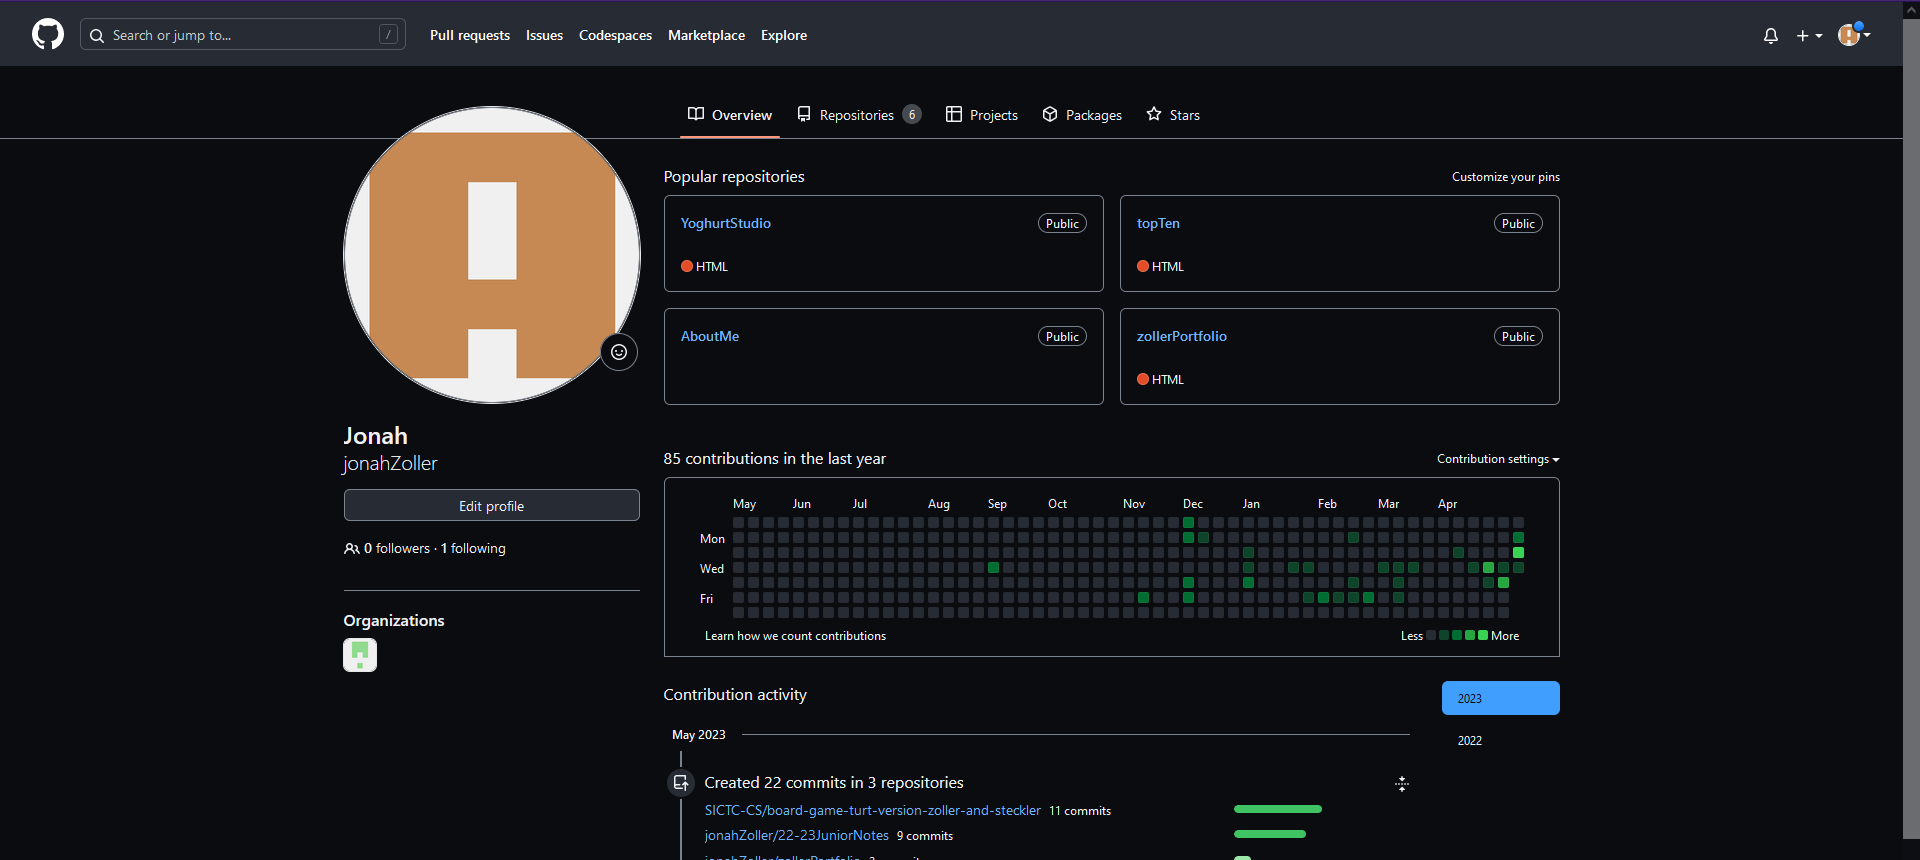 Search or jump to... / Pull requests Issues Codespaces Marketplace Explore
Overview Repositories 6 Projects Packages Stars
Popular repositories Customize your pins
YoghurtStudio Public
HTML
topTen Public
HTML
AboutMe Public
zollerPortfolio Public
HTML
Jonah
jonahZoller
Edit profile
0 followers · 1 following
Organizations
85 contributions in the last year Contribution settings
May Jun Jul Aug Sep Oct Nov Dec Jan Feb Mar Apr
Mon
Wed
Fri
Learn how we count contributions Less More
Contribution activity
2023
2022
May 2023
Created 22 commits in 3 repositories
SICTC-CS/board-game-turt-version-zoller-and-steckler 11 commits
jonahZoller/22-23JuniorNotes 9 commits
jonahZoller/zollerPortfolio